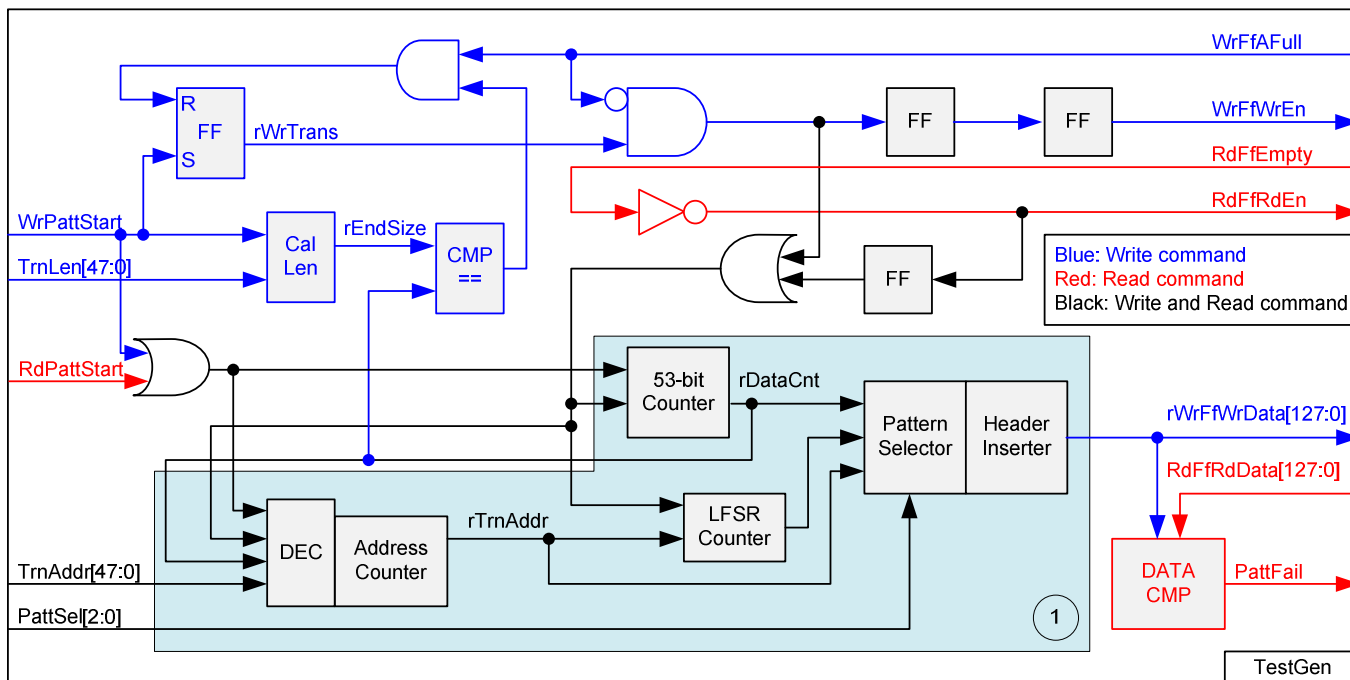 WrFfAFull
R
FF
S
rWrTrans
FF
FF
WrFfWrEn
RdFfEmpty
RdFfRdEn
WrPattStart
TrnLen[47:0]
Cal
Len
rEndSize
CMP
==
FF
Blue: Write command
Red: Read command
Black: Write and Read command
RdPattStart
53-bit
Counter
rDataCnt
Pattern
Selector
Header
Inserter
rWrFfWrData[127:0]
RdFfRdData[127:0]
DEC
Address
Counter
rTrnAddr
LFSR
Counter
TrnAddr[47:0]
PattSel[2:0]
DATA
CMP
PattFail
1
TestGen